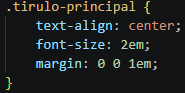 .tirulo-principal {
    text-align: center;
    font-size: 2em;
    margin: 0 0 1em;
}